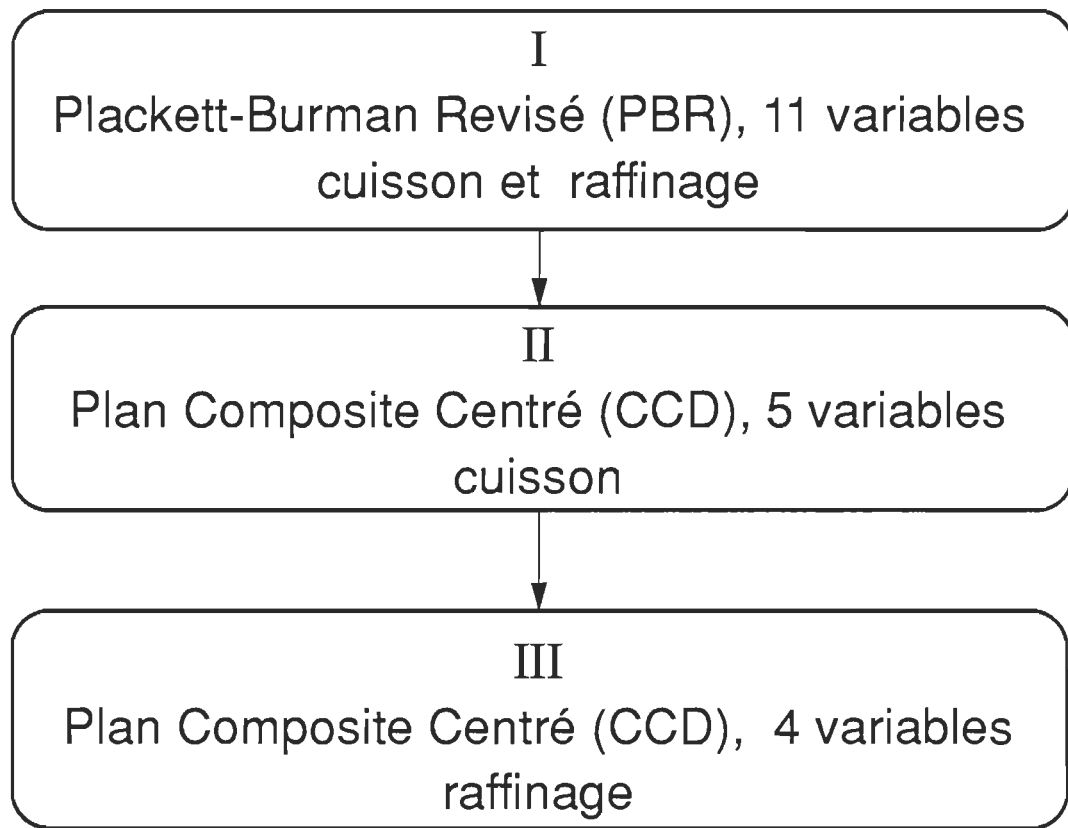 I
Plackett-Burman Revisé (PBR), 11 variables
cuisson et raffinage
II
Plan Composite Centré (CCD), 5 variables
cuisson
III
Plan Composite Centré (CCD), 4 variables
raffinage